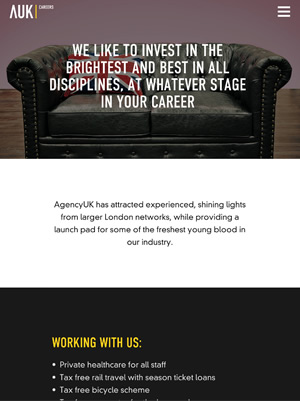 AUK CAREERS
WE LIKE TO INVEST IN THE
BRIGHTEST AND BEST IN ALL
DISCIPLINES, AT WHATEVER STAGE
IN YOUR CAREER
AgencyUK has attracted experienced, shining lights
from larger London networks, while providing a
launch pad for some of the freshest young blood in
our industry.
WORKING WITH US:
• Private healthcare for all staff
• Tax free rail travel with season ticket loans
• Tax free bicycle scheme